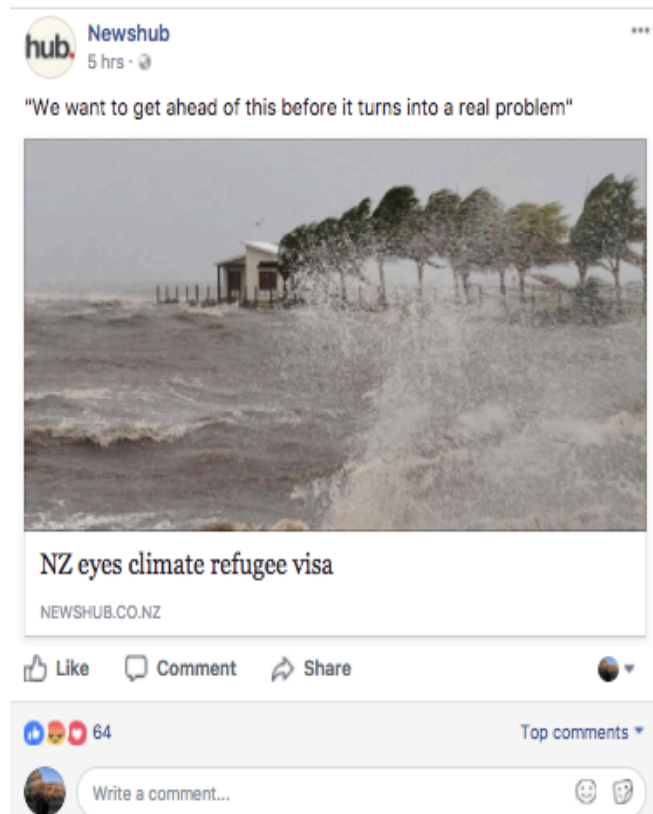 hub.
Newshub
5 hrs ·
"We want to get ahead of this before it turns into a real problem"
NZ eyes climate refugee visa
NEWSHUB.CO.NZ
Like Comment Share
64 Top comments
Write a comment...